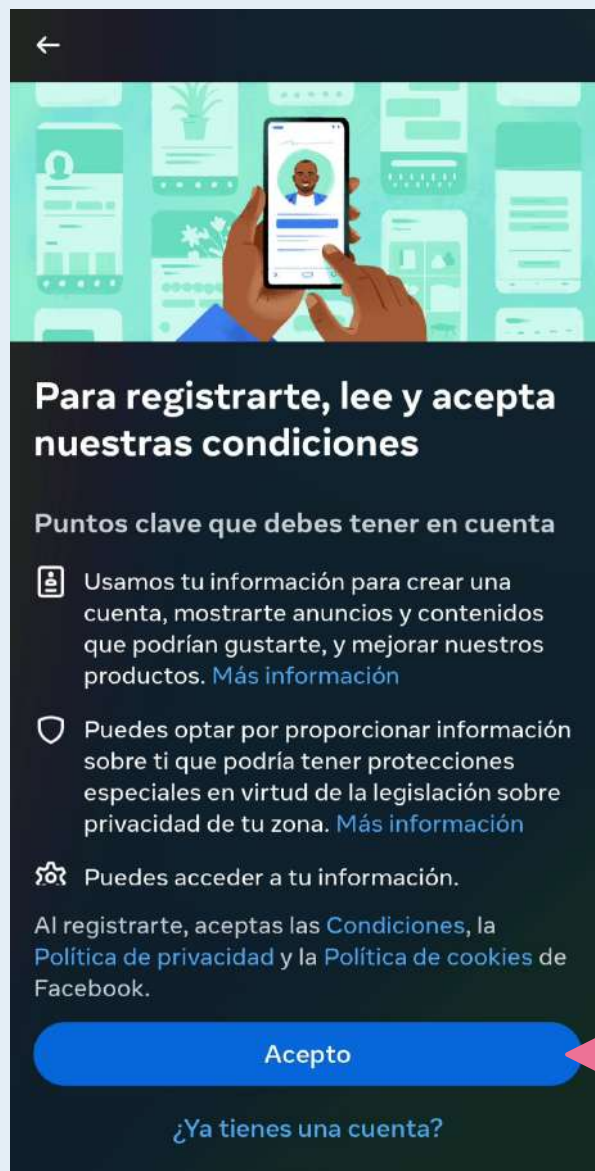 Para registrarte, lee y acepta
nuestras condiciones
Puntos clave que debes tener en cuenta
Usamos tu información para crear una
cuenta, mostrarte anuncios y contenidos
que podrían gustarte, y mejorar nuestros
productos. Más información
Puedes optar por proporcionar información
sobre ti que podría tener protecciones
especiales en virtud de la legislación sobre
privacidad de tu zona. Más información
Puedes acceder a tu información.
Al registrarte, aceptas las Condiciones, la
Política de privacidad y la Política de cookies de
Facebook.
Acepto
¿Ya tienes una cuenta?